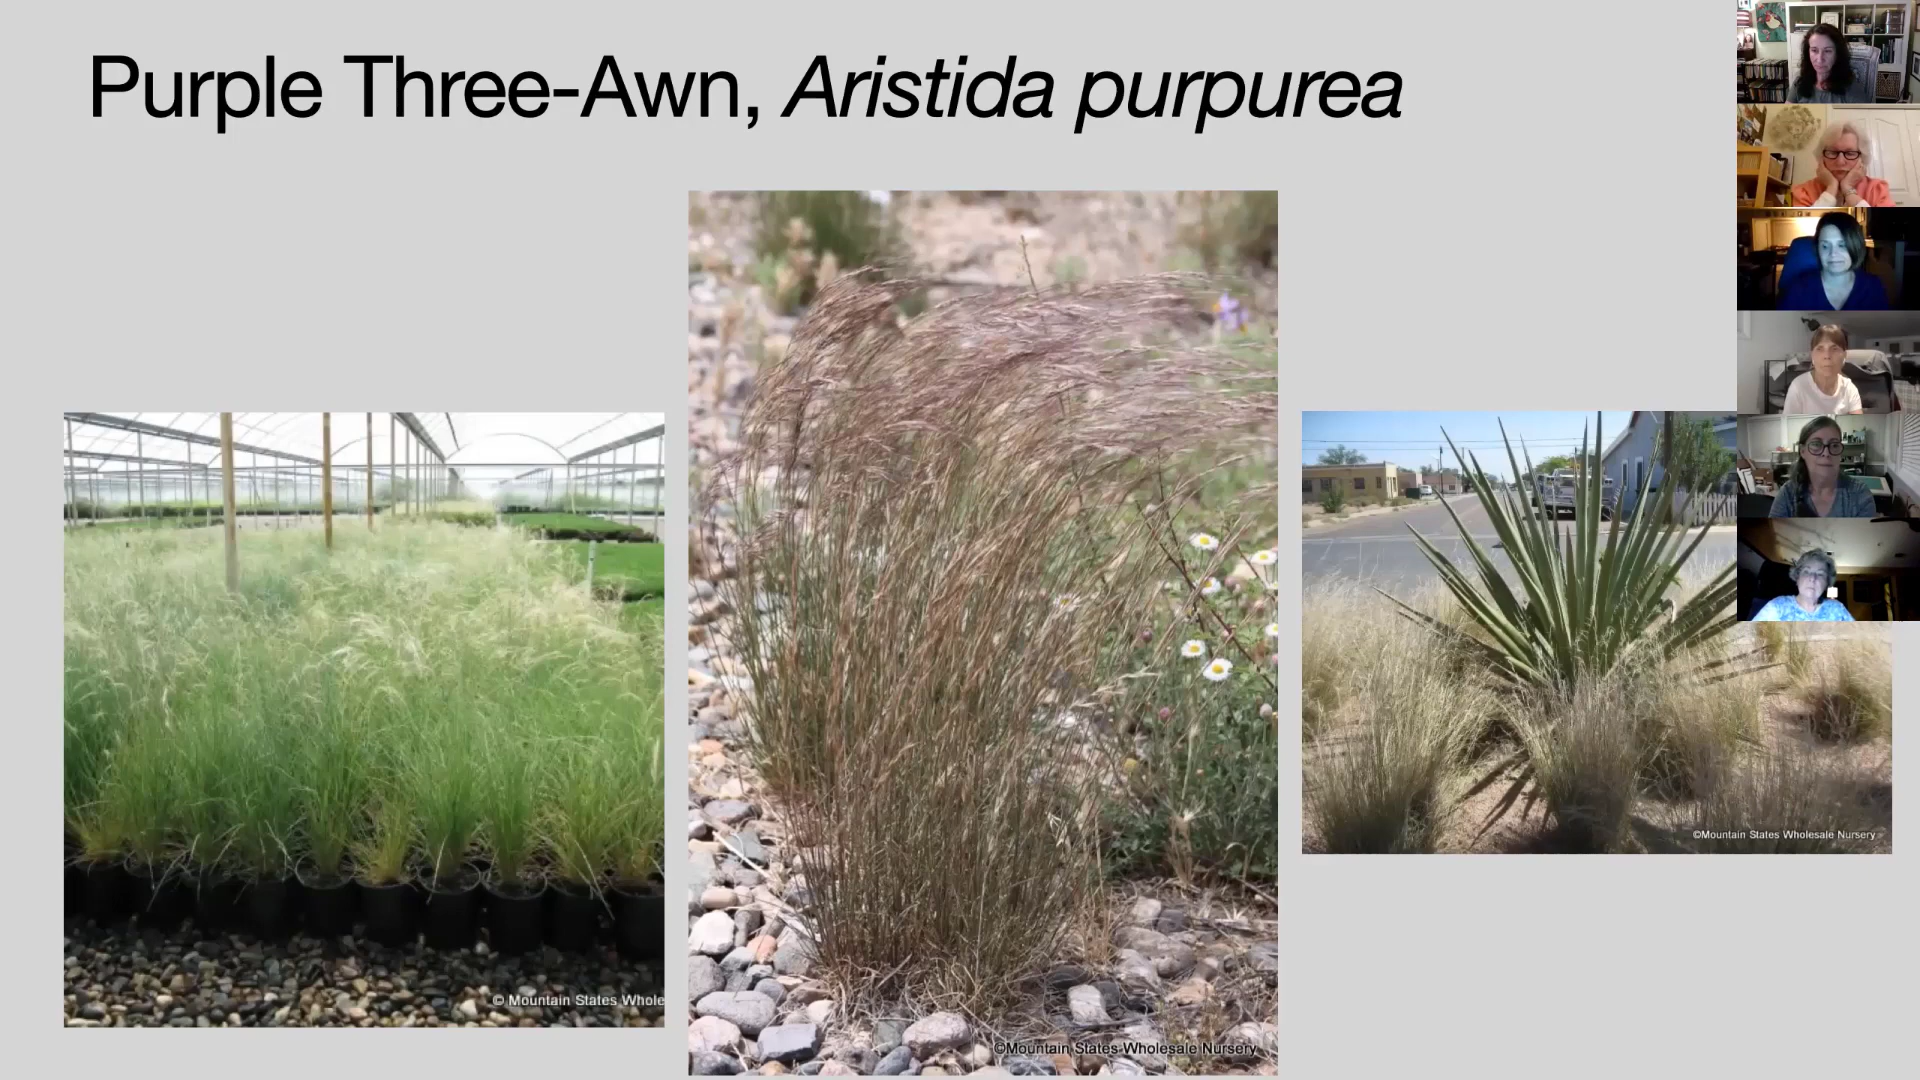 Purple Three-Awn, Aristida purpurea
© Mountain States Whole
©Mountain States Wholesale Nursery
©Mountain States Wholesale Nursery